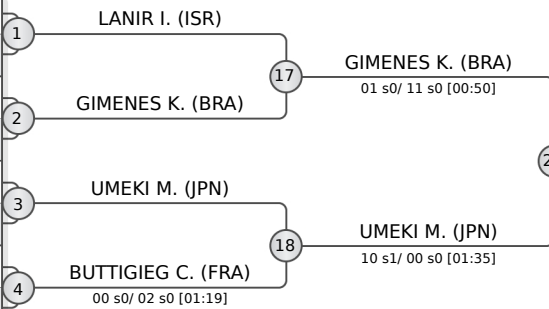 LANIR I. (ISR)
1
17
GIMENES K. (BRA)
01 s0/ 11 s0 [00:50]
GIMENES K. (BRA)
2
UMEKI M. (JPN)
3
18
UMEKI M. (JPN)
10 s1/ 00 s0 [01:35]
BUTTIGIEG C. (FRA)
4
00 s0/ 02 s0 [01:19]